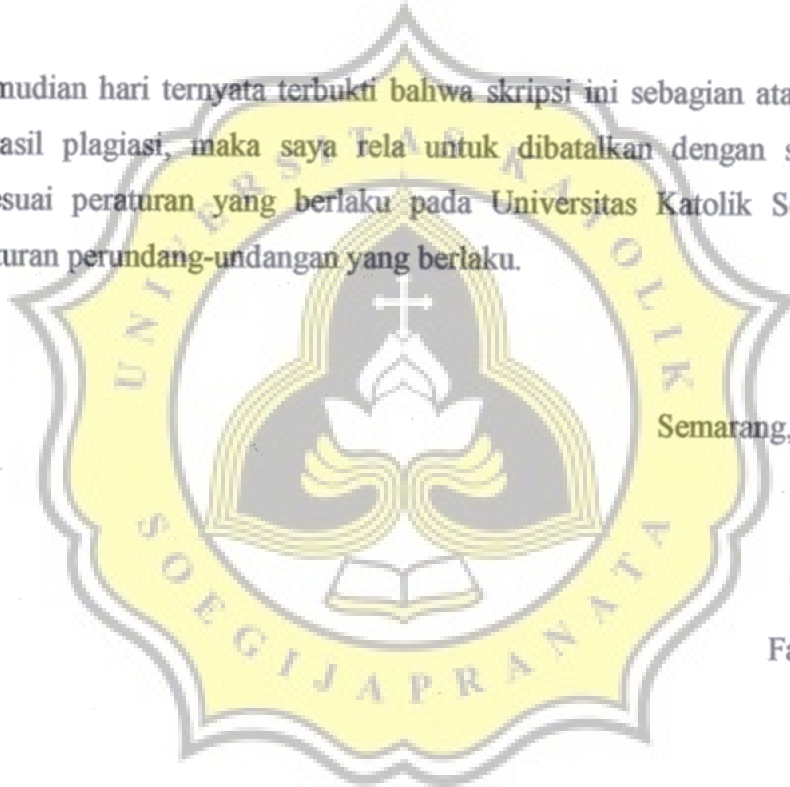 mudian hari ternyata terbukti bahwa skripsi ini sebagian ata
asil plagiasi, maka saya rela untuk dibatalkan dengan s
esuai peraturan yang berlaku pada Universitas Katolik S
turan perundang-undangan yang berlaku.
UNIVERSITAS KATOLIK
Semarang,
SOEGIJAPRANATA
Fa